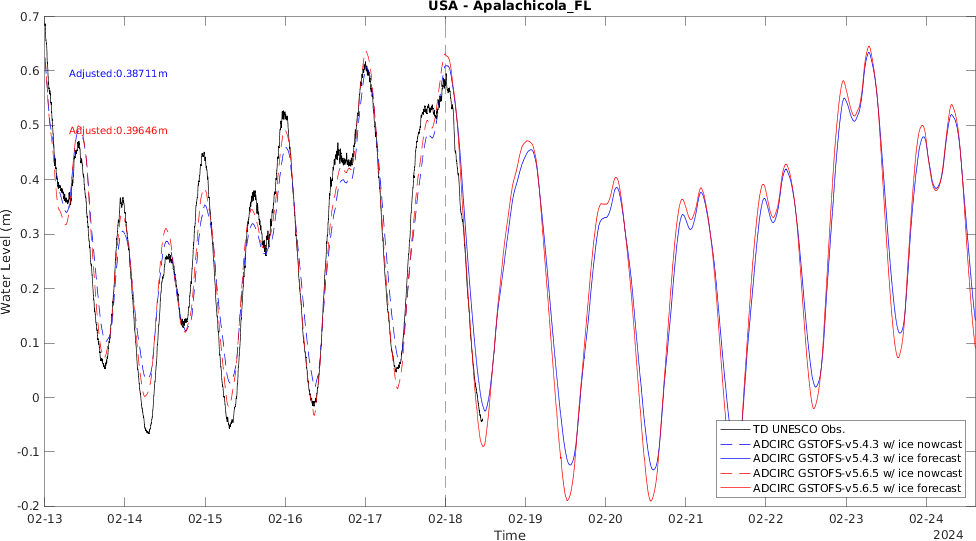 USA - Apalachicola_FL
0.7
0.6
0.5
0.4
0.3
0.2
0.1
0
-0.1
-0.2
Water Level (m)
Adjusted:0.38711m
Adjusted:0.39646m
TD UNESCO Obs.
ADCIRC GSTOFS-v5.4.3 w/ ice nowcast
ADCIRC GSTOFS-v5.4.3 w/ ice forecast
ADCIRC GSTOFS-v5.6.5 w/ ice nowcast
ADCIRC GSTOFS-v5.6.5 w/ ice forecast
02-13 02-14 02-15 02-16 02-17 02-18 02-19 02-20 02-21 02-22 02-23 02-24
Time
2024